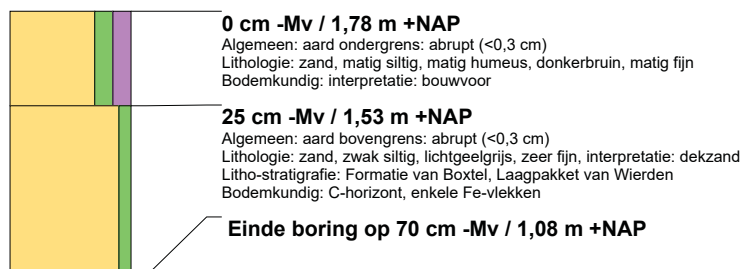 0 cm -Mv / 1,78 m +NAP
Algemeen: aard ondergrens: abrupt (<0,3 cm)
Lithologie: zand, matig siltig, matig humeus, donkerbruin, matig fijn
Bodemkundig: interpretatie: bouwvoor
25 cm -Mv / 1,53 m +NAP
Algemeen: aard bovengrens: abrupt (<0,3 cm)
Lithologie: zand, zwak siltig, lichtgeelgrijs, zeer fijn, interpretatie: dekzand
Litho-stratigrafie: Formatie van Boxtel, Laagpakket van Wierden
Bodemkundig: C-horizont, enkele Fe-vlekken
Einde boring op 70 cm -Mv / 1,08 m +NAP